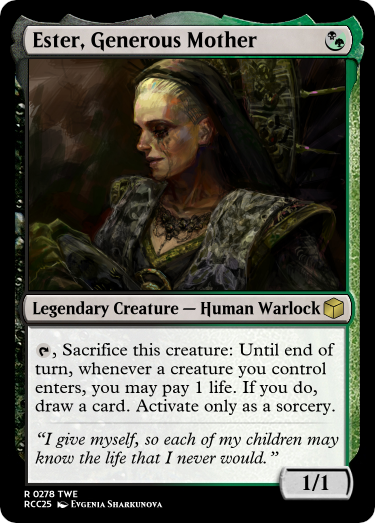 Ester, Generous Mother
Legendary Creature — Human Warlock
, Sacrifice this creature: Until end of
turn, whenever a creature you control
enters, you may pay 1 life. If you do,
draw a card. Activate only as a sorcery.
“I give myself, so each of my children may
know the life that I never would.”
1/1
R 0278 TWE
RCC25 Evgenia Sharkunova